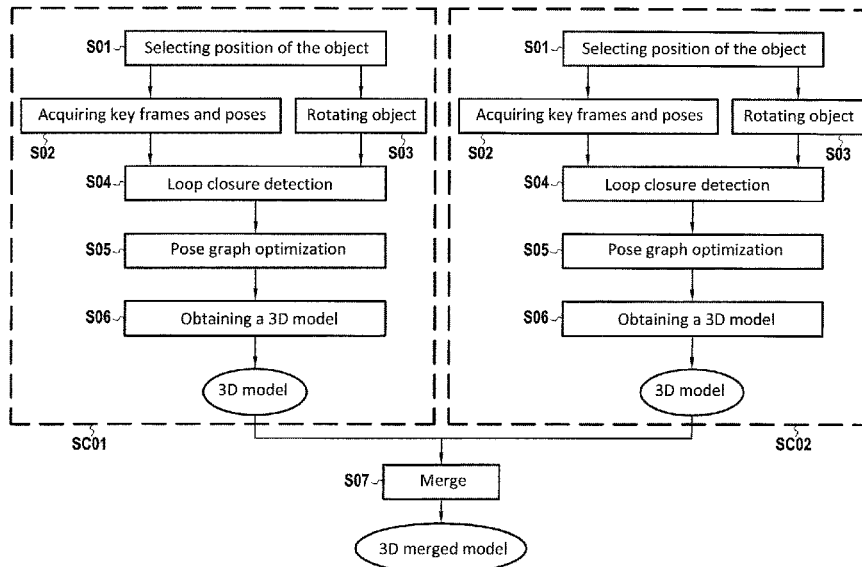 S01
Selecting position of the object
Acquiring key frames and poses
Rotating object
S02
S03
S04
Loop closure detection
S05
Pose graph optimization
S06
Obtaining a 3D model
3D model
SC01
S01
Selecting position of the object
Acquiring key frames and poses
Rotating object
S02
S03
S04
Loop closure detection
S05
Pose graph optimization
S06
Obtaining a 3D model
3D model
SC02
S07
Merge
3D merged model